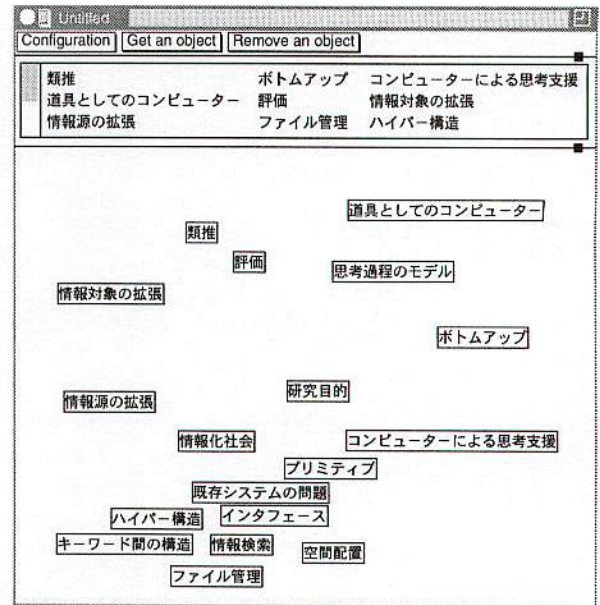 Untitled
Configuration Get an object Remove an object
類推 ボトムアップ コンピューターによる思考支援
道具としてのコンピューター 評価 情報対象の拡張
情報源の拡張 ファイル管理 ハイパー構造
道具としてのコンピューター
類推
評価
思考過程のモデル
情報対象の拡張
ボトムアップ
研究目的
情報源の拡張
情報化社会 コンピューターによる思考支援
プリミティブ
既存システムの問題
ハイパー構造 インタフェース
キーワード間の構造 情報検索 空間配置
ファイル管理